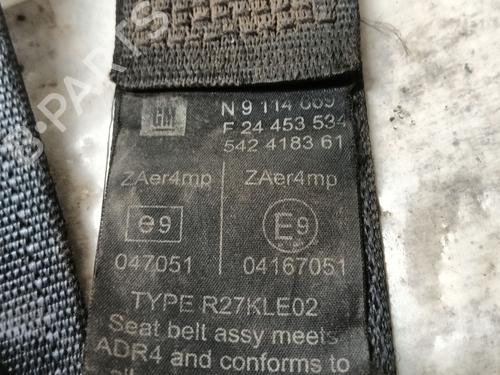 N 9 114 669
F 24 453 534
542 4183 61
ZAer4mp ZAer4mp
e9 E9
047051 04167051
TYPE R27KLE02
Seat belt assy meets
ADR4 and conforms to